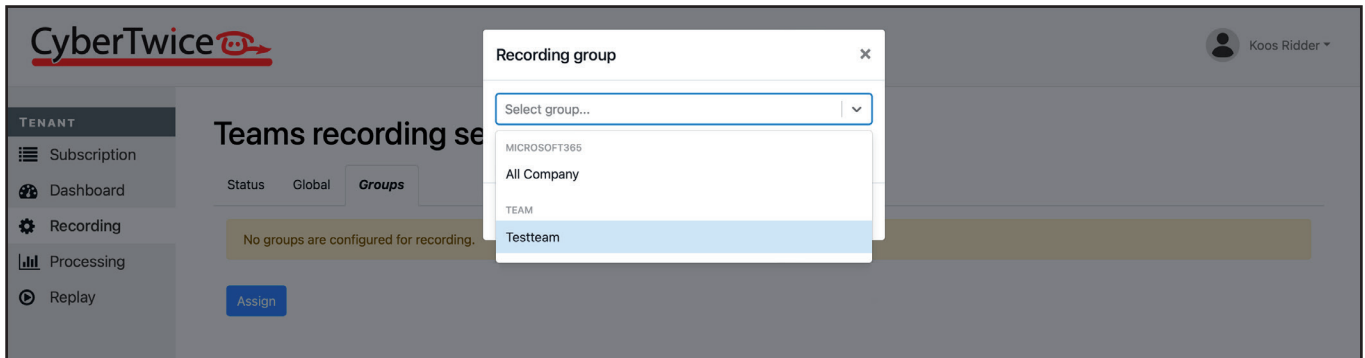 CyberTwice
Koos Ridder
Recording group
×
Select group...
MICROSOFT365
All Company
TEAM
Testteam
TENANT
Subscription
Dashboard
Recording
Processing
Replay
Teams recording se
Status Global Groups
No groups are configured for recording.
Assign